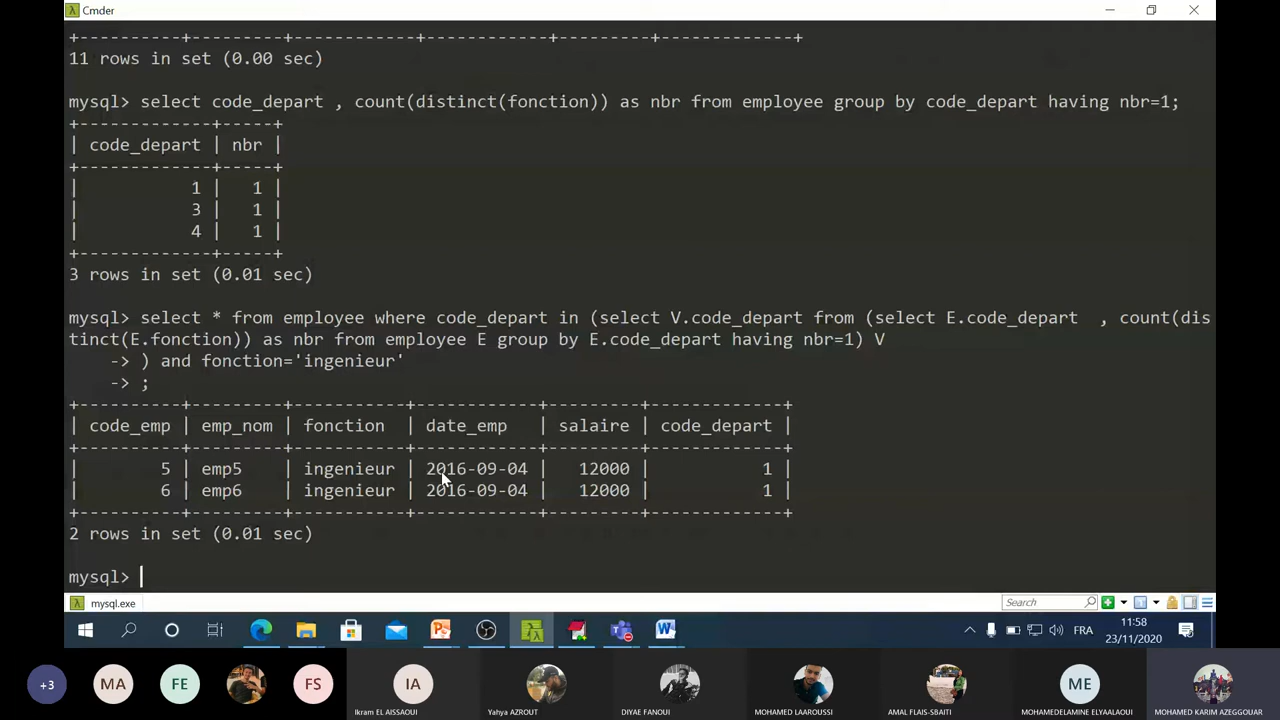 Cmder
+-----------+---------+-------------+-------------+----------+-------------+
11 rows in set (0.00 sec)
mysql> select code_depart , count(distinct(fonction)) as nbr from employee group by code_depart having nbr=1;
+-------------+-----+
| code_depart | nbr |
+-------------+-----+
|           1 |   1 |
|           3 |   1 |
|           4 |   1 |
+-------------+-----+
3 rows in set (0.01 sec)
mysql> select * from employee where code_depart in (select V.code_depart from (select E.code_depart  , count(dis
tinct(E.fonction)) as nbr from employee E group by E.code_depart having nbr=1) V
    -> ) and fonction='ingenieur'
    -> ;
+----------+---------+-----------+------------+---------+-------------+
| code_emp | emp_nom | fonction  | date_emp   | salaire | code_depart |
+----------+---------+-----------+------------+---------+-------------+
|        5 | emp5    | ingenieur | 2016-09-04 |   12000 |           1 |
|        6 | emp6    | ingenieur | 2016-09-04 |   12000 |           1 |
+----------+---------+-----------+------------+---------+-------------+
2 rows in set (0.01 sec)
mysql>
mysql.exe
Search
FRA
11:58
23/11/2020
+3
MA
FE
FS
IA
ME
Ikram EL AISSAOUI
Yahya AZROUT
DIYAE FANOUI
MOHAMED LAAROUSSI
AMAL FLAIS-SBAITI
MOHAMEDELAMINE ELYAALAOUI
MOHAMED KARIM AZEGGOUAR